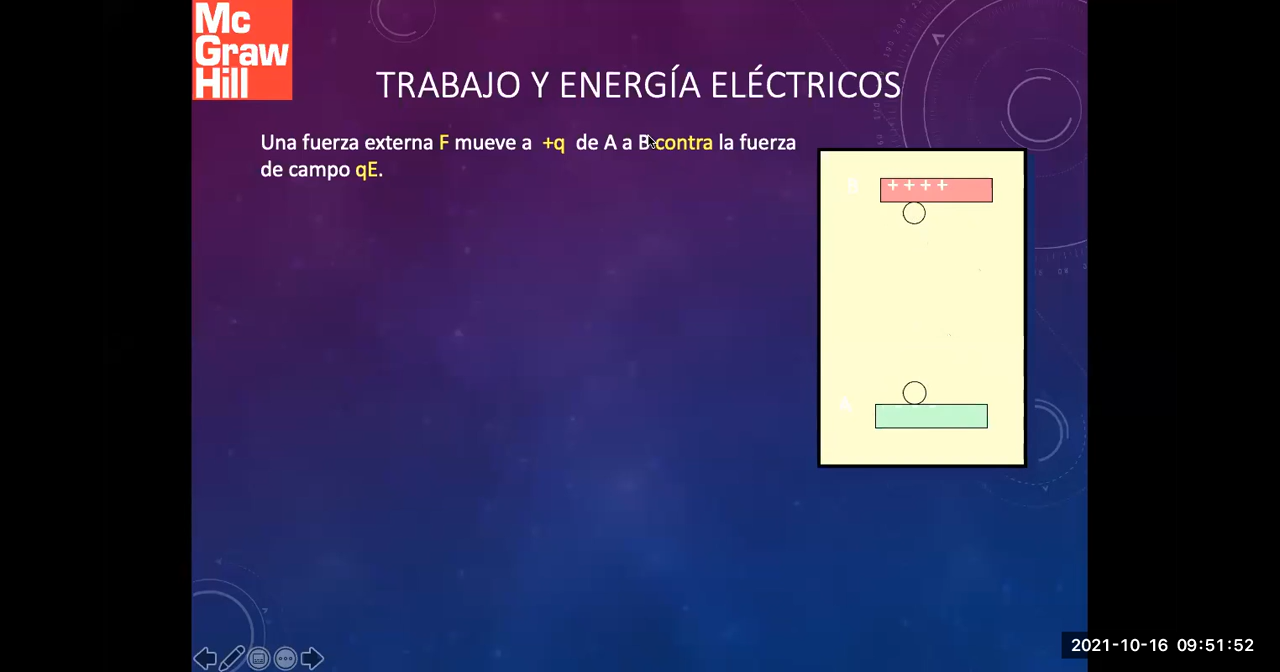 Mc
Graw
Hill
TRABAJO Y ENERGÍA ELÉCTRICOS
Una fuerza externa F mueve a +q de A a B contra la fuerza
de campo qE.
B + + + +
A
2021-10-16 09:51:52